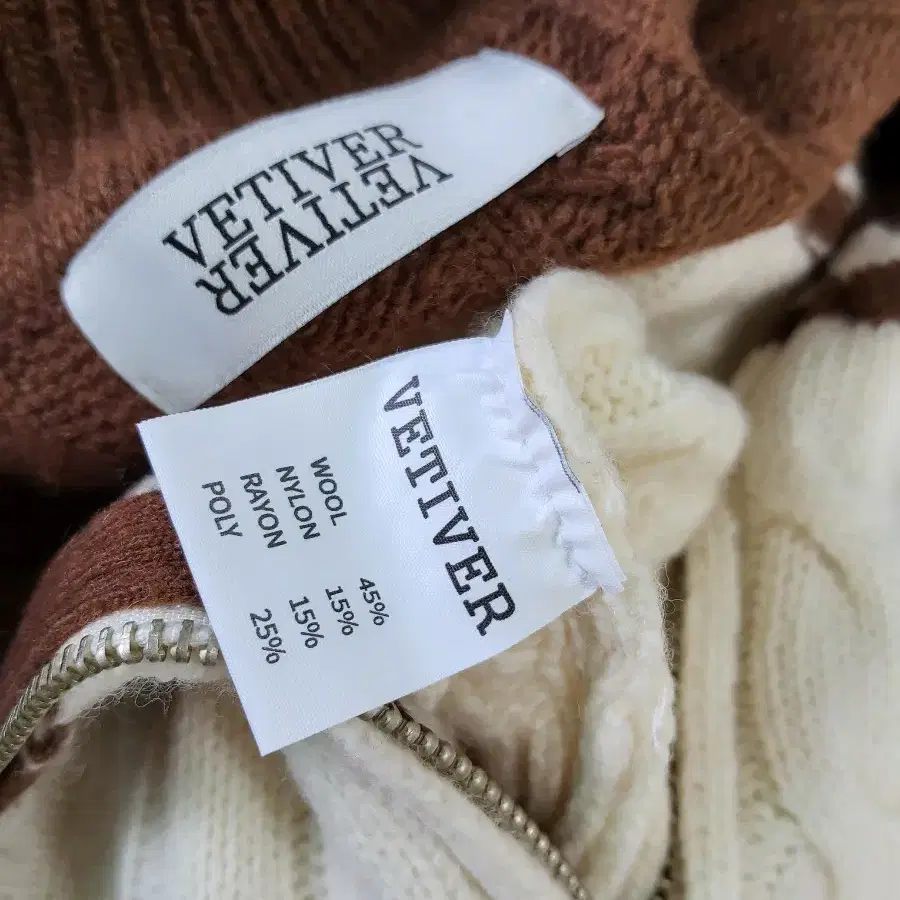 VETIVER
VETIVER
VETIVER
WOOL 45%
NYLON 15%
RAYON 15%
POLY 25%